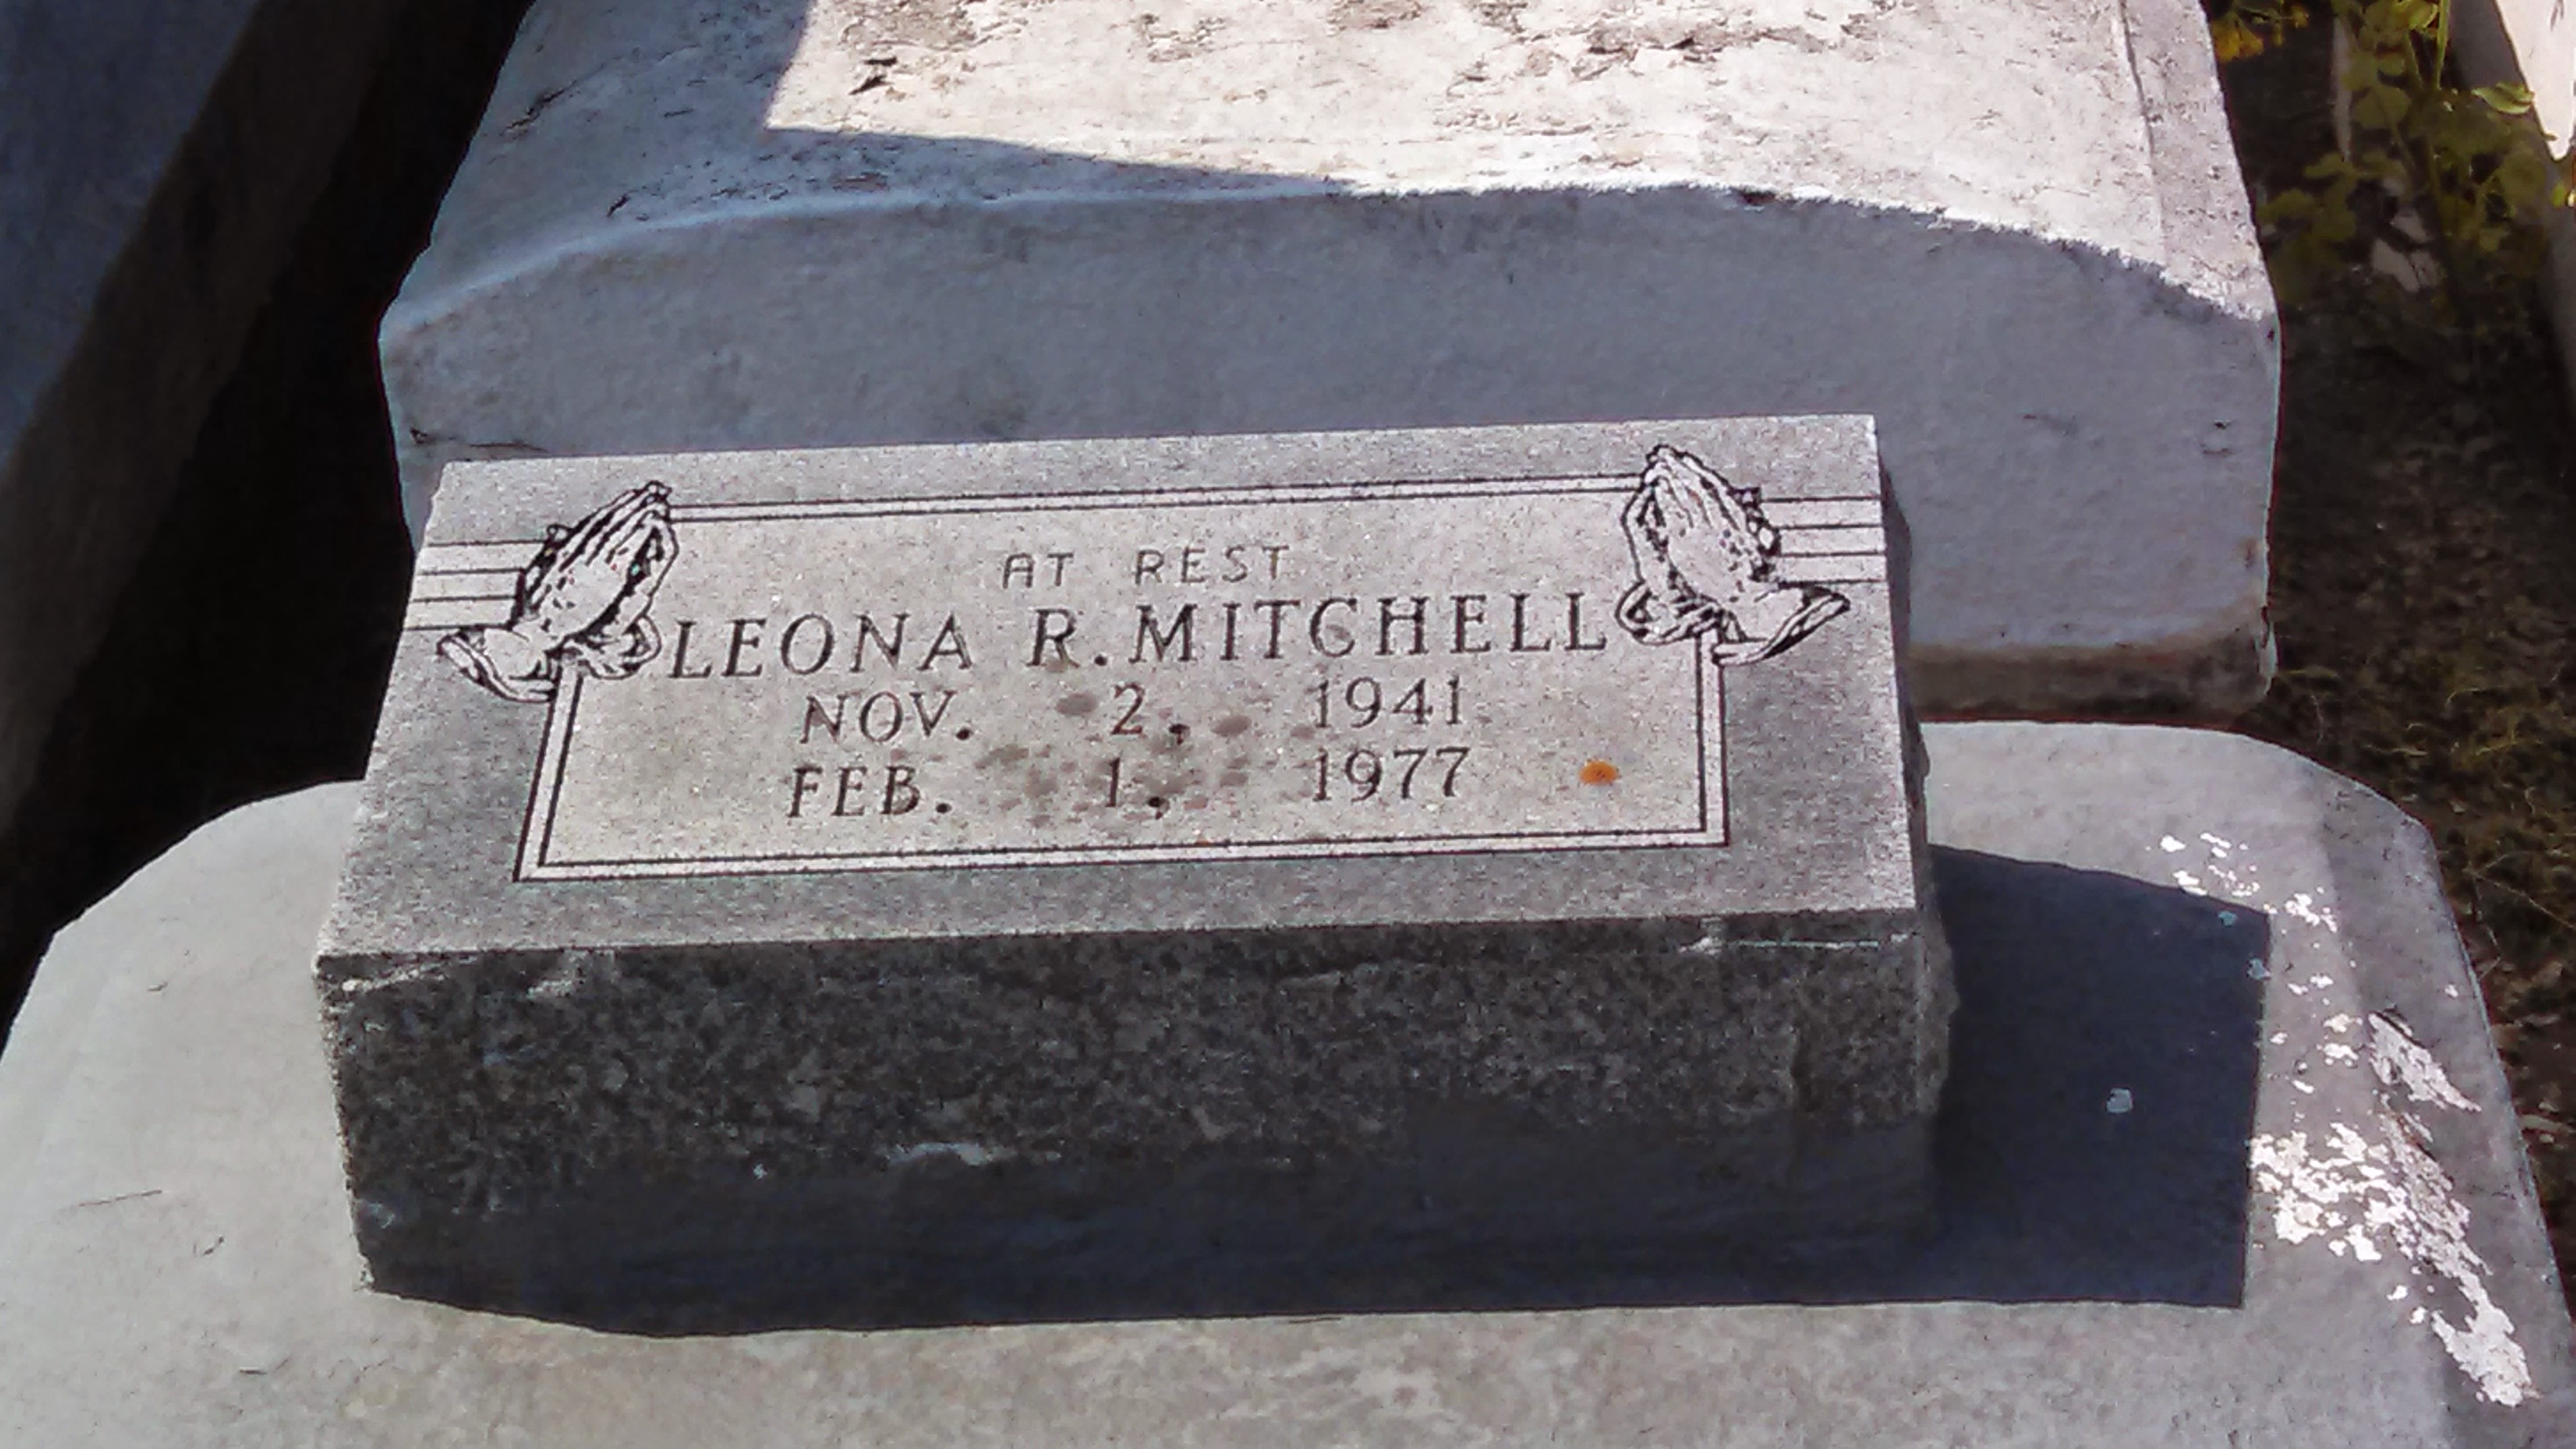 AT REST
LEONA R. MITCHELL
NOV. 2, 1941
FEB. 1, 1977